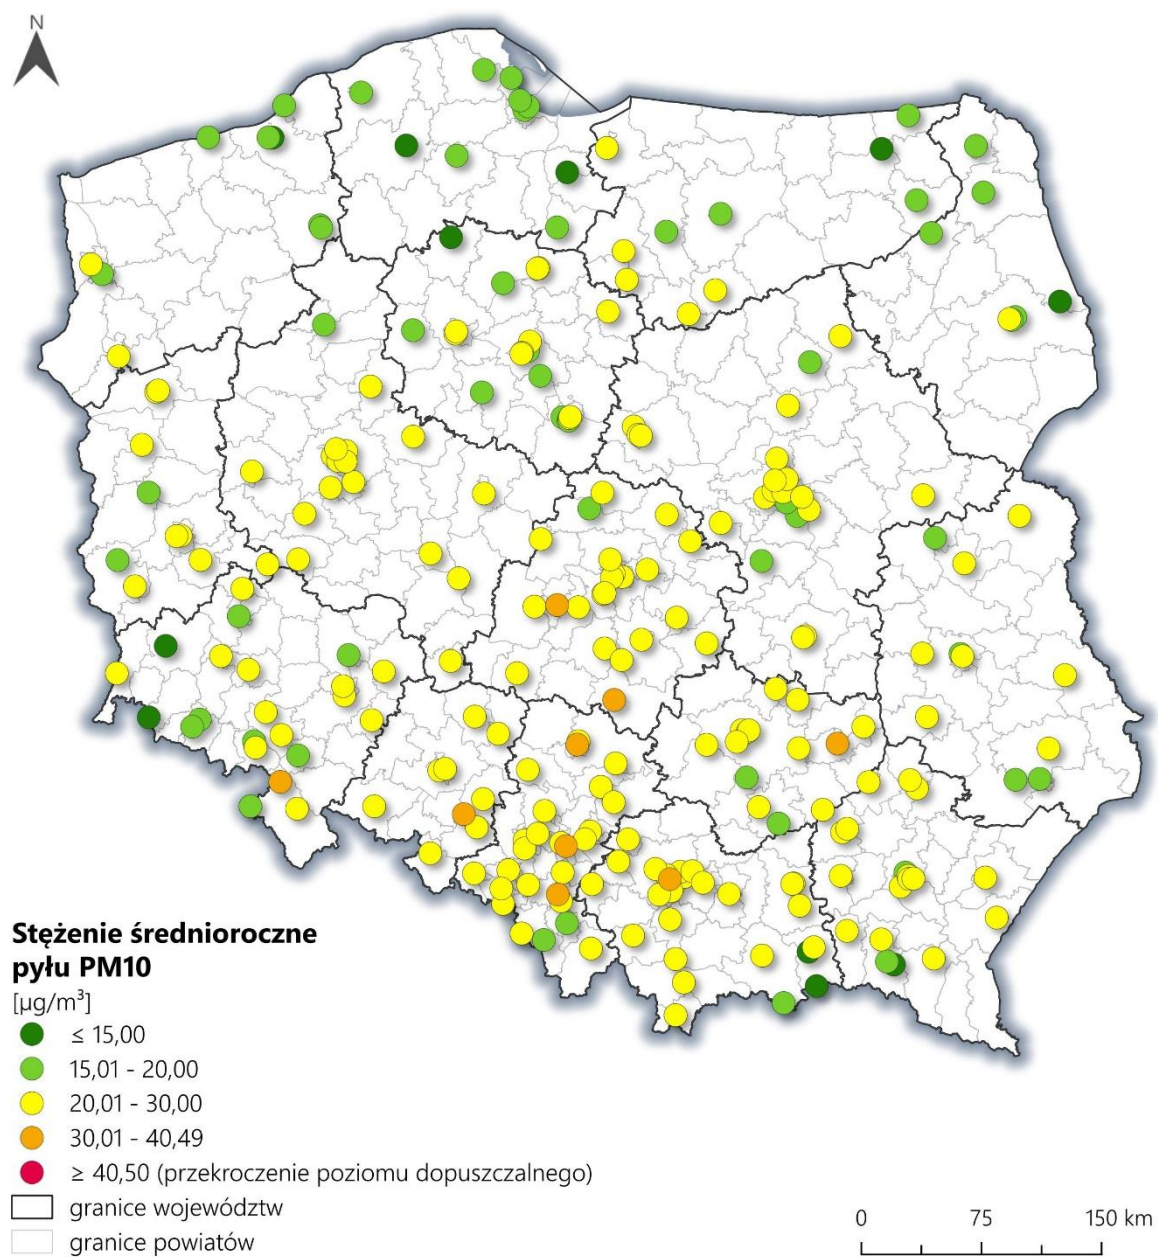 N
Stężenie średnioroczne
pyłu PM10
[µg/m³]
≤ 15,00
15,01 - 20,00
20,01 - 30,00
30,01 - 40,49
≥ 40,50 (przekroczenie poziomu dopuszczalnego)
granice województw
granice powiatów
0 75 150 km